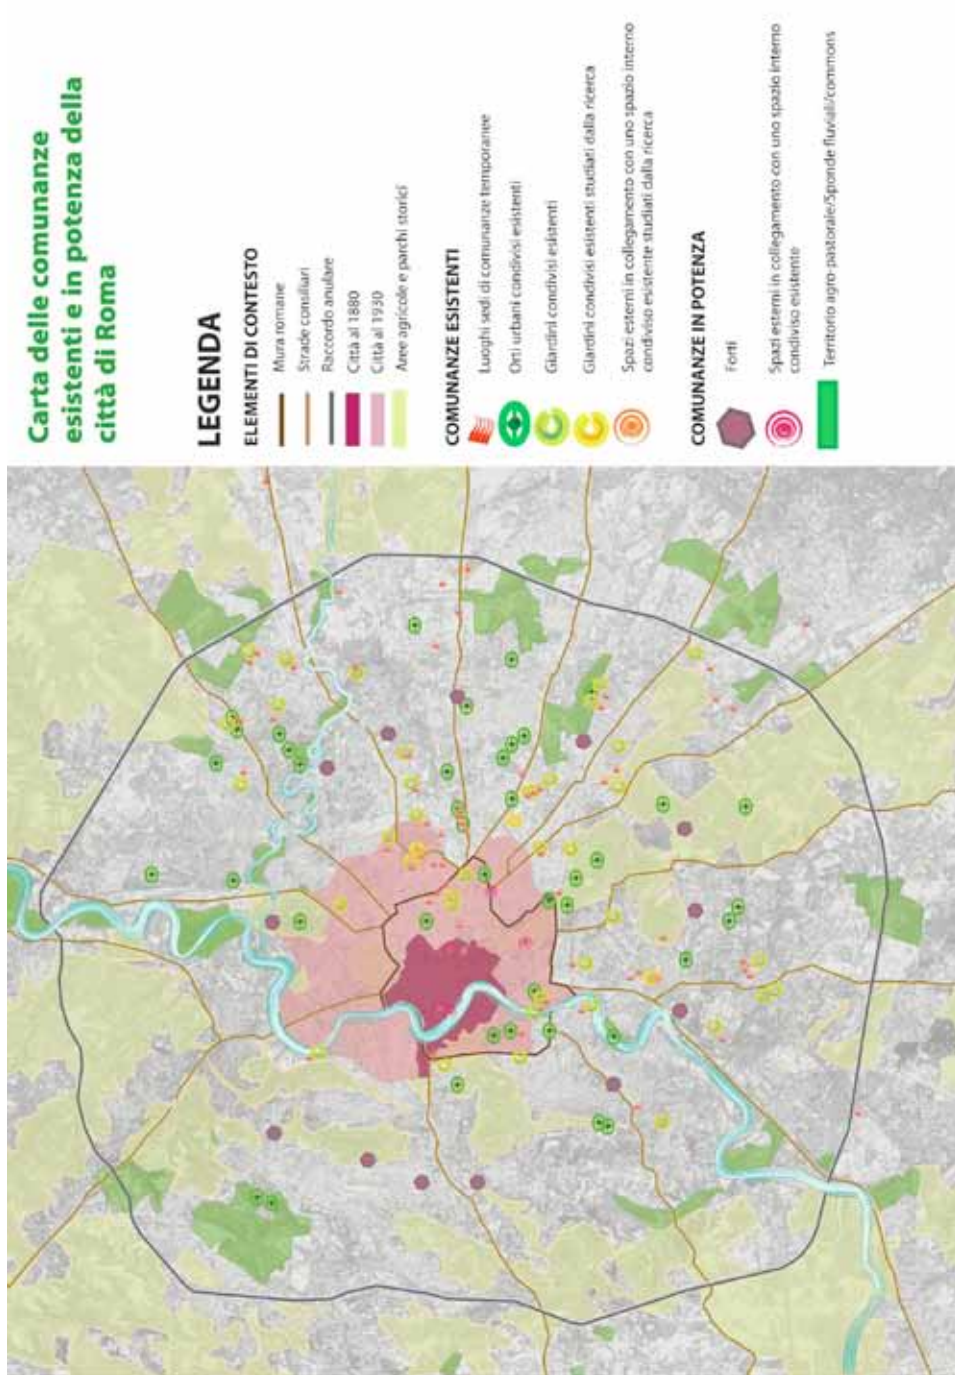 Carta delle comunanze
esistenti e in potenza della
città di Roma
LEGENDA
ELEMENTI DI CONTESTO
Mura romane
Strade consiliari
Raccordo anulare
Città al 1880
Città al 1930
Aree agricole e parchi storici
COMUNANZE ESISTENTI
Luoghi sedi di comunanze temporanee
Orti urbani condivisi esistenti
Giardini condivisi esistenti
Giardini condivisi esistenti studiati dalla ricerca
Spazi esterni in collegamento con uno spazio interno
condiviso esistente studiati dalla ricerca
COMUNANZE IN POTENZA
Forti
Spazi esterni in collegamento con uno spazio interno
condiviso esistente
Territorio agro-pastorale/Sponde fluviali/commons